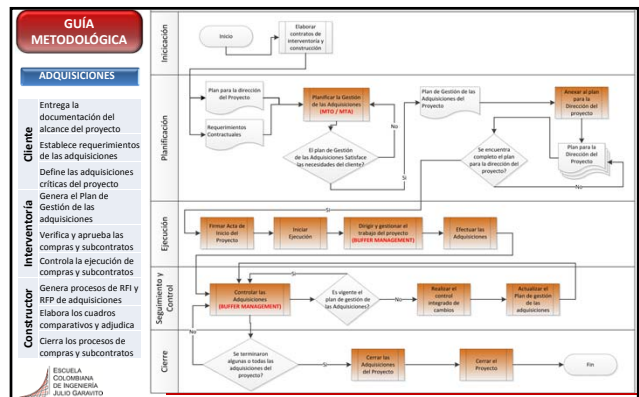 GUÍA
METODOLÓGICA
ADQUISICIONES
Cliente
Entrega la
documentación del
alcance del proyecto
Establece requerimientos
de las adquisiciones
Define las adquisiciones
críticas del proyecto
Interventoría
Genera el Plan de
Gestión de las
adquisiciones
Verifica y aprueba las
compras y subcontratos
Controla la ejecución de
compras y subcontratos
Constructor
Genera procesos de RFI y
RFP de adquisiciones
Elabora los cuadros
comparativos y adjudica
Cierra los procesos de
compras y subcontratos
ESCUELA
COLOMBIANA
DE INGENIERÍA
JULIO GARAVITO
Inicicación
Inicio
Elaborar
contratos de
interventoría y
construcción
Planificación
Plan para la dirección
del Proyecto
Requerimientos
Contractuales
Planificar la Gestión
de las Adquisiciones
(MTO / MTA)
No
El plan de Gestión
de las Adquisiciones Satisface
las necesidades del cliente?
Si
Plan de Gestión de las
Adquisiciones del
Proyecto
Anexar al plan
para la
Dirección del
proyecto
No
Se encuentra
completo el plan
para la dirección del
proyecto?
Plan para la
Dirección del
Proyecto
Si
Ejecución
Firmar Acta de
Inicio del
Proyecto
Iniciar
Ejecución
Dirigir y gestionar el
trabajo del proyecto
(BUFFER MANAGEMENT)
Efectuar las
Adquisiciones
Seguimiento y
Control
Si
Controlar las
Adquisiciones
(BUFFER MANAGEMENT)
Es vigente el
plan de gestión de
las Adquisiciones?
No
Realizar el
control
integrado de
cambios
Actualizar el
Plan de gestión
de las
adquisiciones
No
Cierre
Se terminaron
algunas o todas las
adquisiciones del
proyecto?
Si
Cerrar las
Adquisiciones
del Proyecto
Cerrar el
Proyecto
Fin